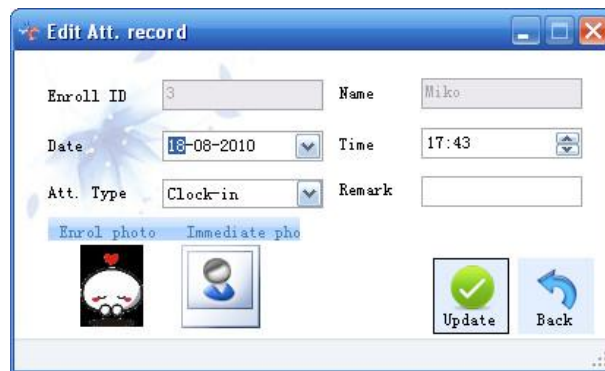 Edit Att. record
Enroll ID 3 Name Miko
Date 18-08-2010 Time 17:43
Att. Type Clock-in Remark
Enrol photo Immediate pho
Update Back